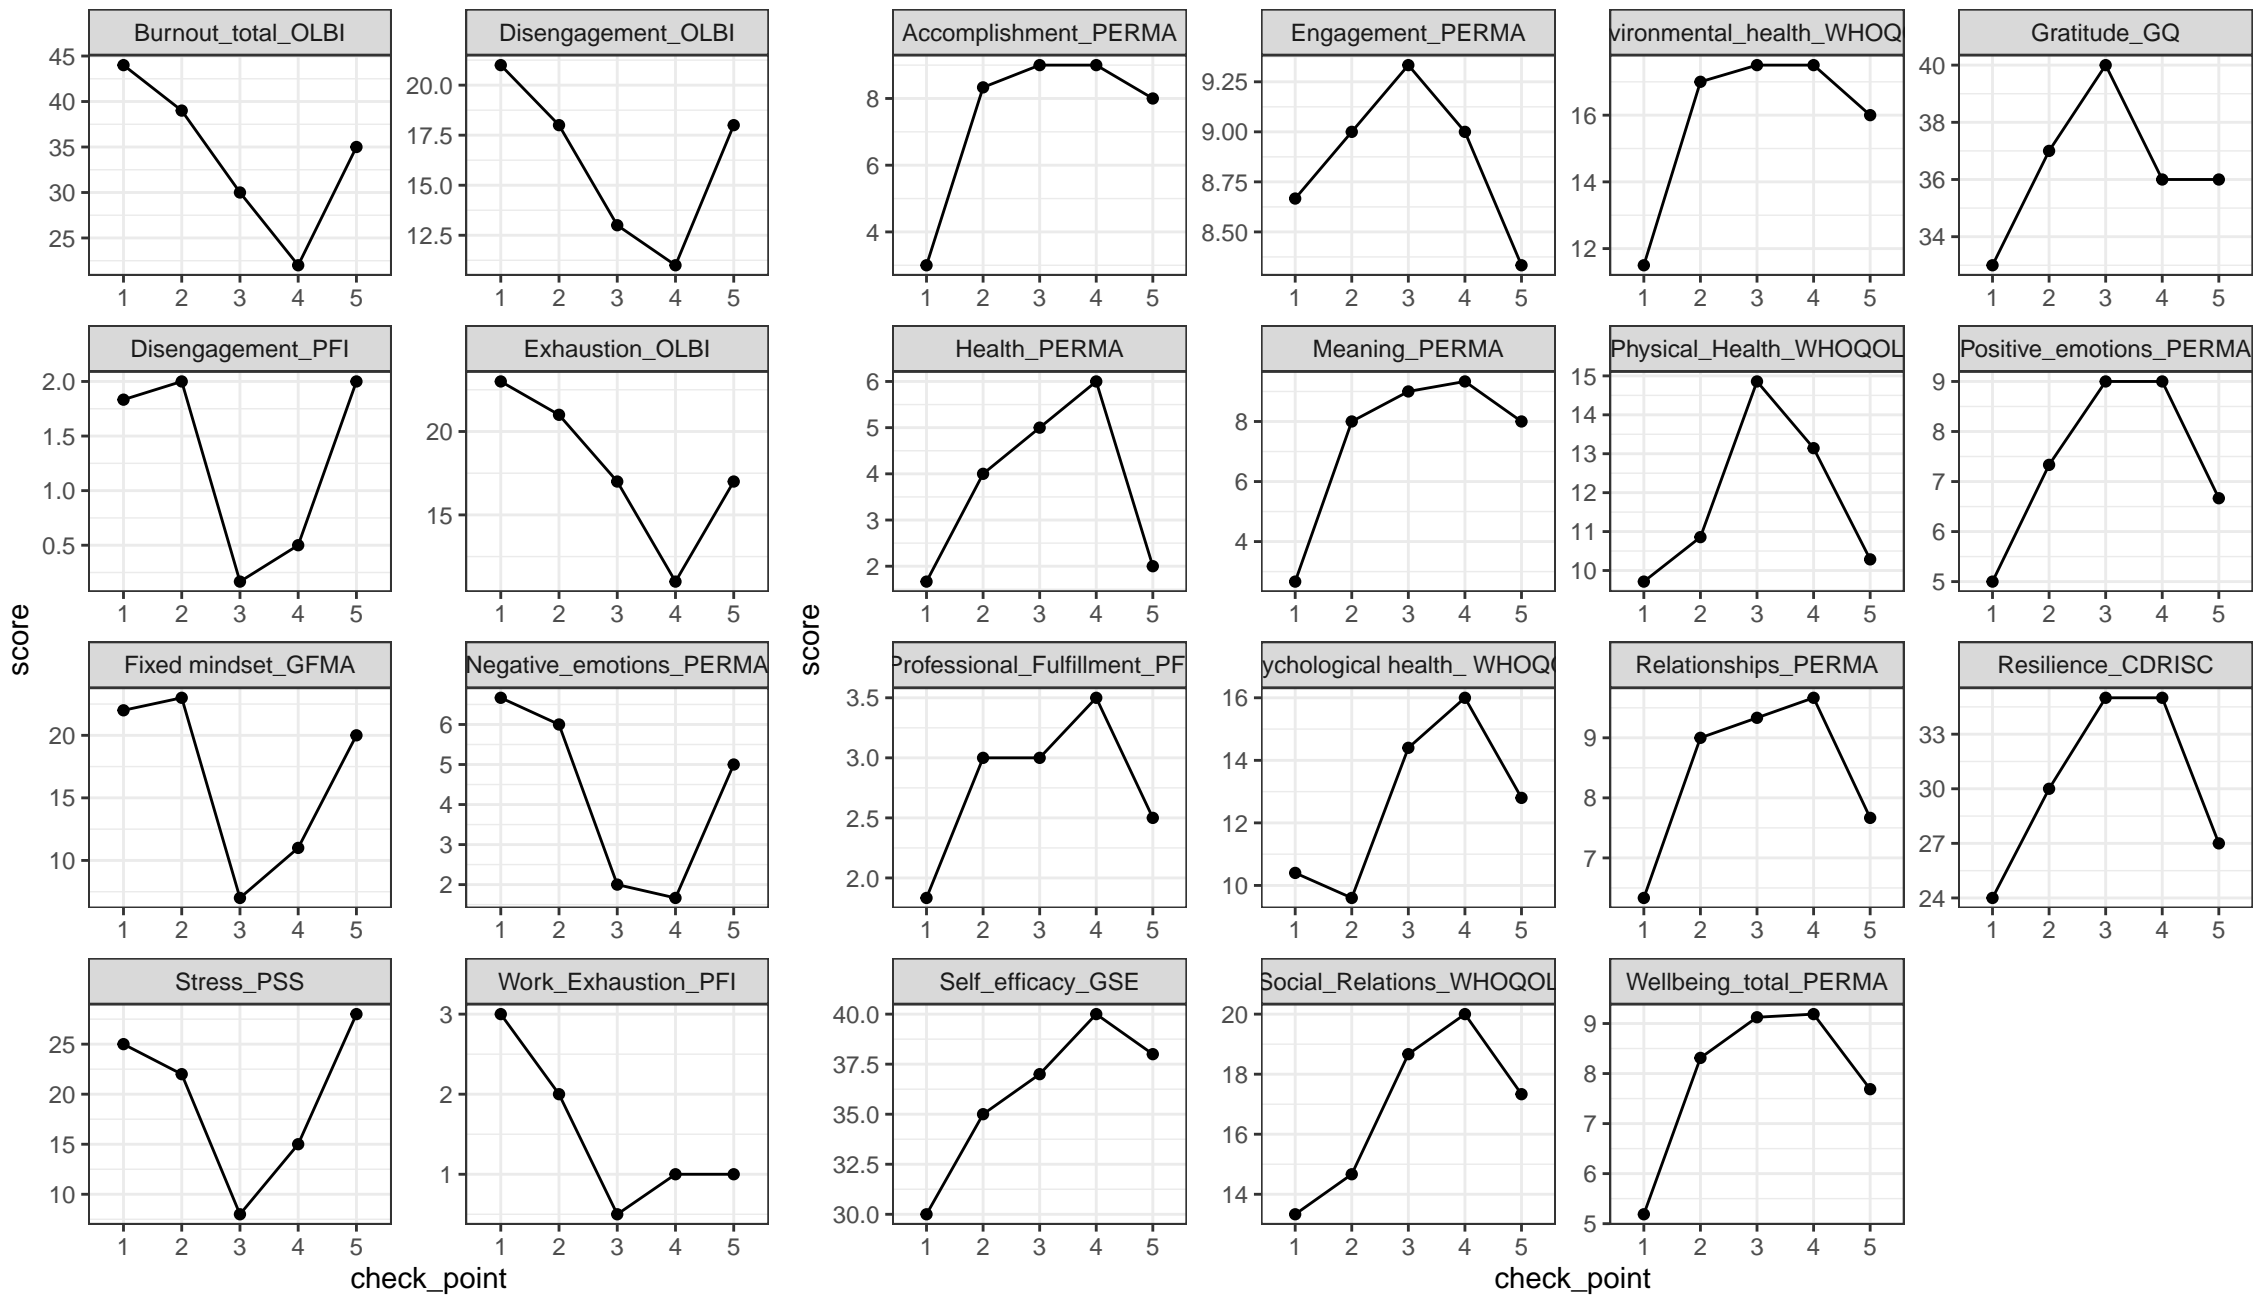 Burnout_total_OLBI
Disengagement_OLBI
Accomplishment_PERMA
Engagement_PERMA
vironmental_health_WHOQ
Gratitude_GQ
45
40
35
30
25
20.0
17.5
15.0
12.5
8
6
4
9.25
9.00
8.75
8.50
16
14
12
40
38
36
34
1 2 3 4 5
1 2 3 4 5
1 2 3 4 5
1 2 3 4 5
1 2 3 4 5
1 2 3 4 5
Disengagement_PFI
Exhaustion_OLBI
Health_PERMA
Meaning_PERMA
Physical_Health_WHOQOL
Positive_emotions_PERMA
2.0
1.5
1.0
0.5
20
15
6
5
4
3
2
8
6
4
15
14
13
12
11
10
9
8
7
6
5
1 2 3 4 5
1 2 3 4 5
1 2 3 4 5
1 2 3 4 5
1 2 3 4 5
1 2 3 4 5
score
score
Fixed mindset_GFMA
Negative_emotions_PERMA
Professional_Fulfillment_PF
ychological health_ WHOQ
Relationships_PERMA
Resilience_CDRISC
20
15
10
6
5
4
3
2
3.5
3.0
2.5
2.0
16
14
12
10
9
8
7
33
30
27
24
1 2 3 4 5
1 2 3 4 5
1 2 3 4 5
1 2 3 4 5
1 2 3 4 5
1 2 3 4 5
Stress_PSS
Work_Exhaustion_PFI
Self_efficacy_GSE
Social_Relations_WHOQOL
Wellbeing_total_PERMA
25
20
15
10
3
2
1
40.0
37.5
35.0
32.5
30.0
20
18
16
14
9
8
7
6
5
1 2 3 4 5
1 2 3 4 5
1 2 3 4 5
1 2 3 4 5
1 2 3 4 5
check_point
check_point